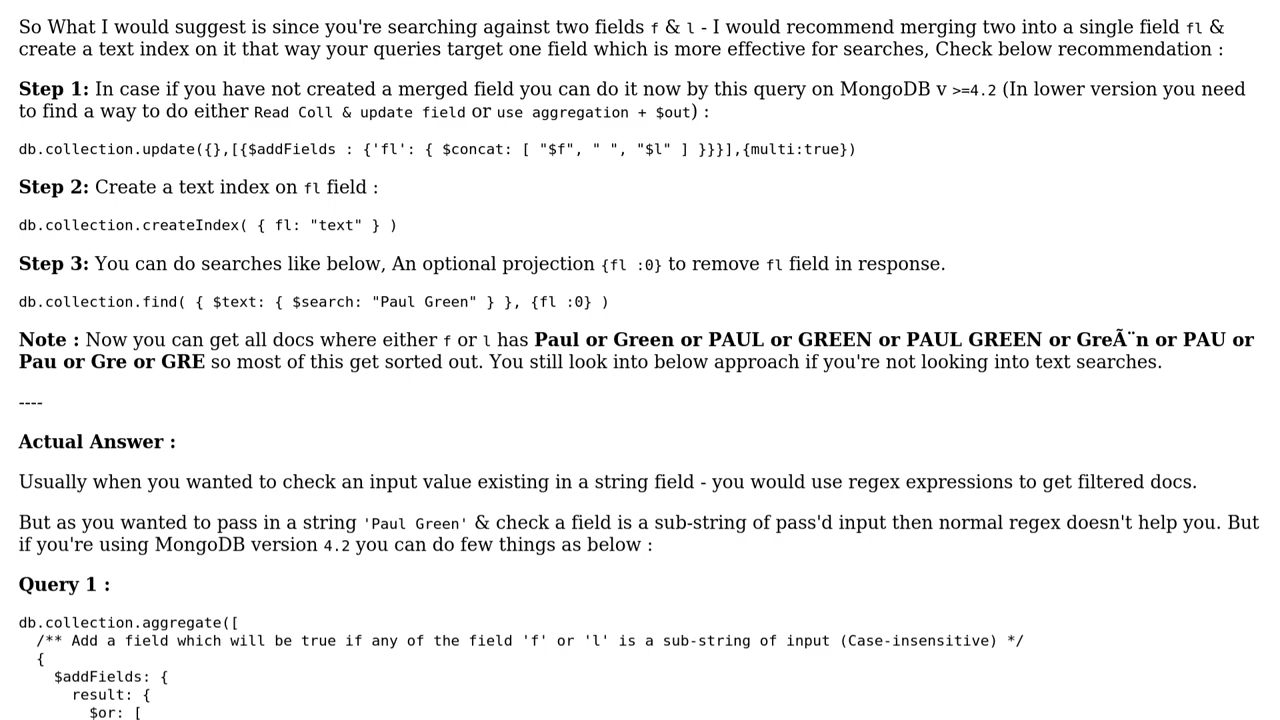 So What I would suggest is since you're searching against two fields f & l - I would recommend merging two into a single field fl &
create a text index on it that way your queries target one field which is more effective for searches, Check below recommendation :
Step 1: In case if you have not created a merged field you can do it now by this query on MongoDB v >=4.2 (In lower version you need
to find a way to do either Read Coll & update field or use aggregation + $out) :
db.collection.update({},[{$addFields : {'fl': { $concat: [ "$f", " ", "$l" ] }}}],{multi:true})
Step 2: Create a text index on fl field :
db.collection.createIndex( { fl: "text" } )
Step 3: You can do searches like below, An optional projection {fl :0} to remove fl field in response.
db.collection.find( { $text: { $search: "Paul Green" } }, {fl :0} )
Note : Now you can get all docs where either f or l has Paul or Green or PAUL or GREEN or PAUL GREEN or GreÃ¨n or PAU or
Pau or Gre or GRE so most of this get sorted out. You still look into below approach if you're not looking into text searches.
----
Actual Answer :
Usually when you wanted to check an input value existing in a string field - you would use regex expressions to get filtered docs.
But as you wanted to pass in a string 'Paul Green' & check a field is a sub-string of pass'd input then normal regex doesn't help you. But
if you're using MongoDB version 4.2 you can do few things as below :
Query 1 :
db.collection.aggregate([
  /** Add a field which will be true if any of the field 'f' or 'l' is a sub-string of input (Case-insensitive) */
  {
    $addFields: {
      result: {
        $or: [